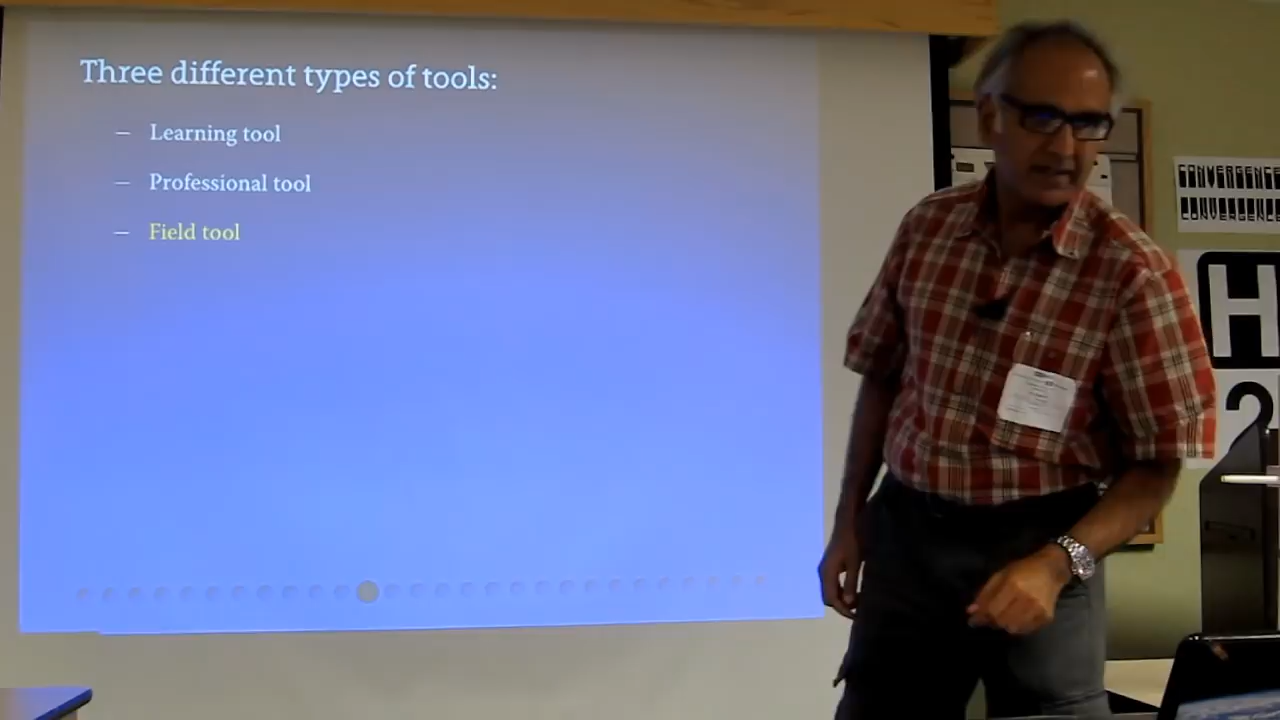 Three different types of tools:
– Learning tool
– Professional tool
– Field tool
CONVERGENCE
CONVERGENCE
H
2